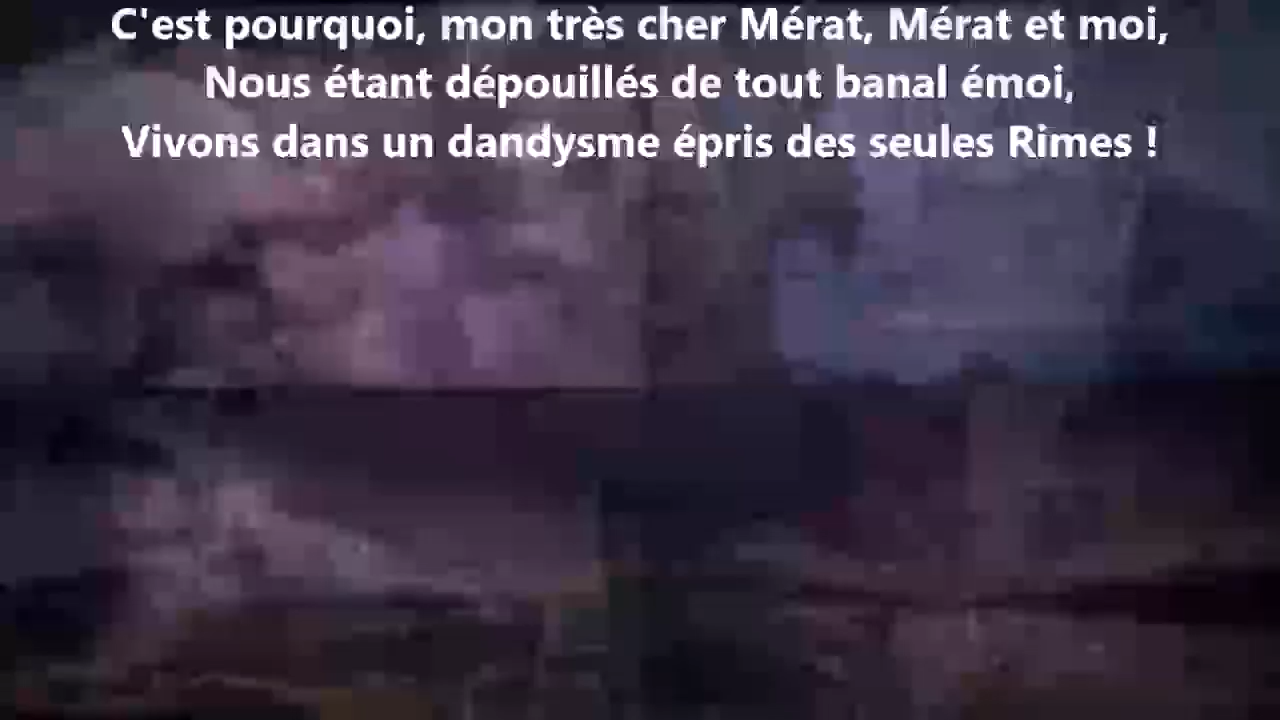 C'est pourquoi, mon très cher Mérat, Mérat et moi,
Nous étant dépouillés de tout banal émoi,
Vivons dans un dandysme épris des seules Rimes !